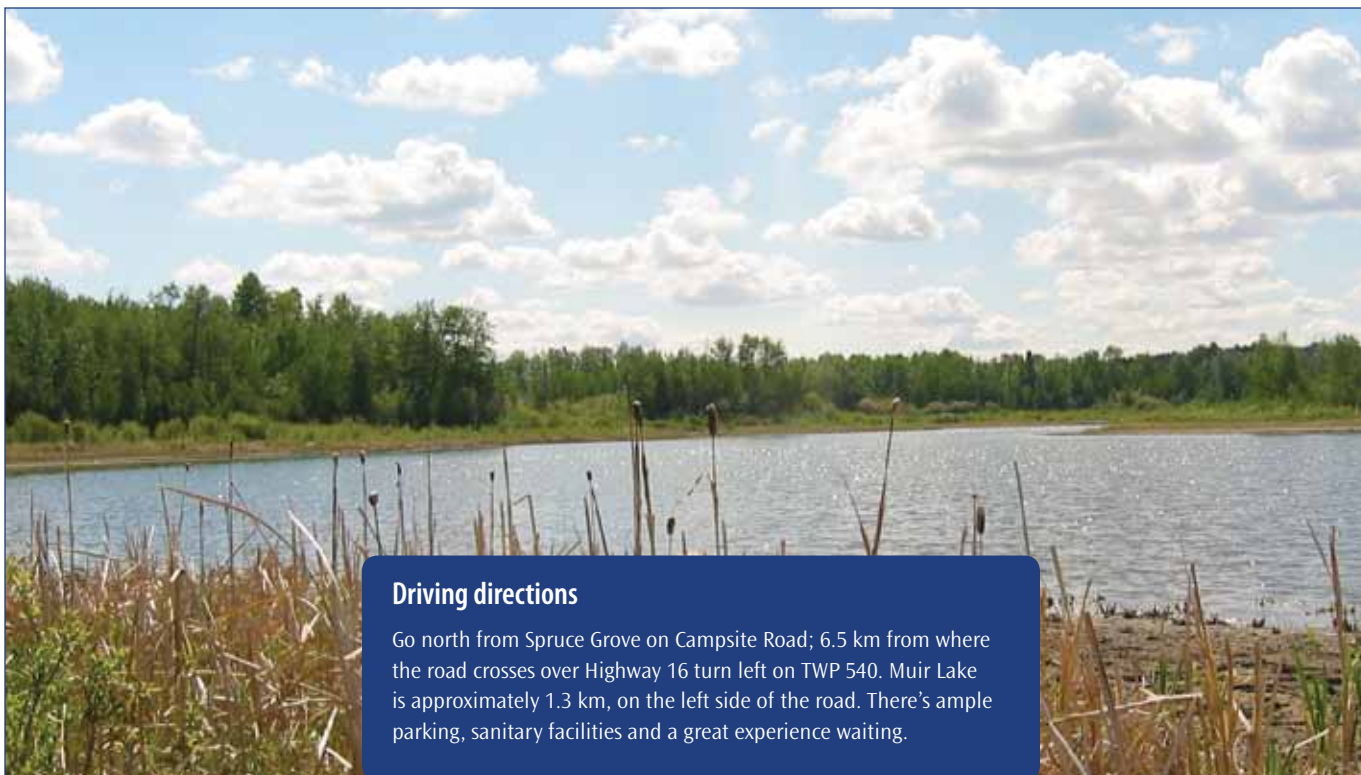 Driving directions
Go north from Spruce Grove on Campsite Road; 6.5 km from where
the road crosses over Highway 16 turn left on TWP 540. Muir Lake
is approximately 1.3 km, on the left side of the road. There’s ample
parking, sanitary facilities and a great experience waiting.